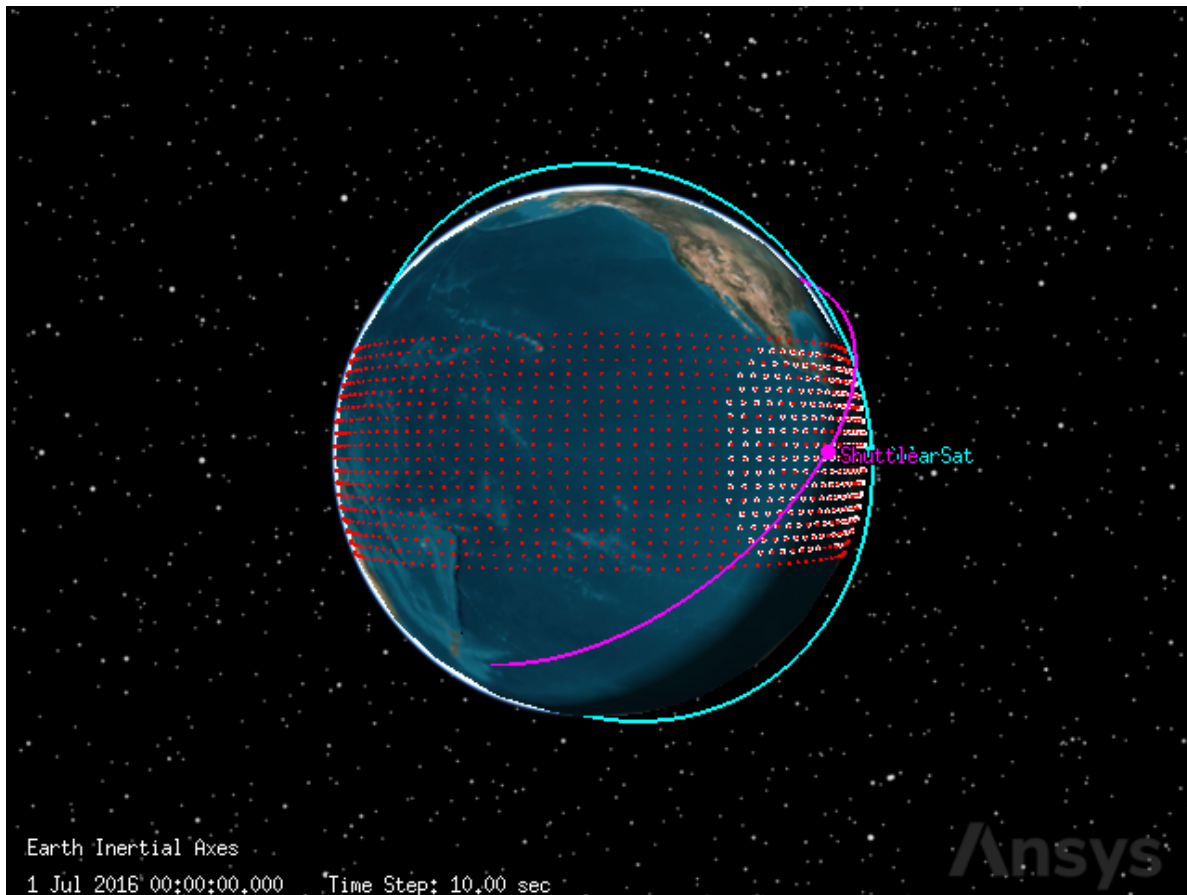 ShuttlearSat
Earth Inertial Axes
1 Jul 2016 00:00:00.000 Time Step: 10.00 sec
Ansys